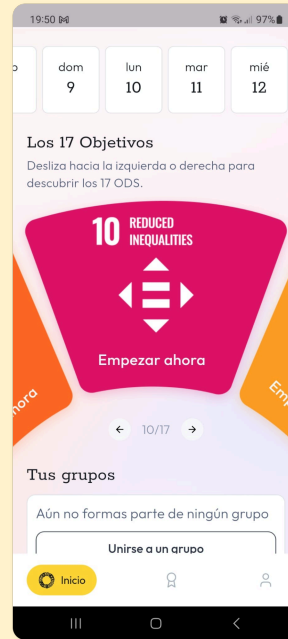 19:50
97%
dom lun mar mié
9 10 11 12
Los 17 Objetivos
Desliza hacia la izquierda o derecha para
descubrir los 17 ODS.
10 REDUCED
INEQUALITIES
Empezar ahora
10/17
Tus grupos
Aún no formas parte de ningún grupo
Unirse a un grupo
Inicio